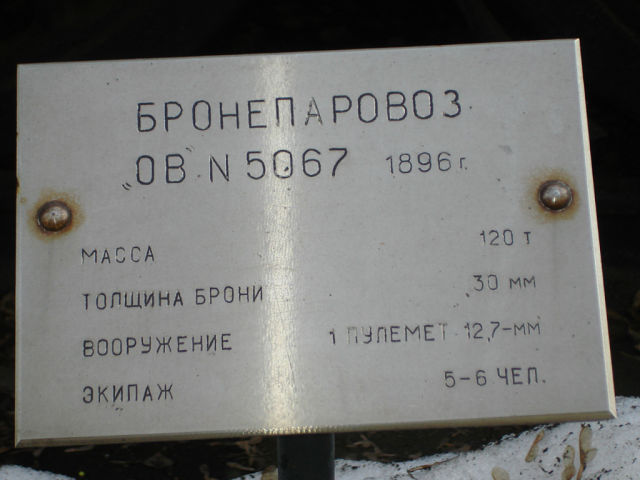 БРОНЕПАРОВОЗ
"ОВ" N 5067 1896 г.
МАССА 120 т
ТОЛЩИНА БРОНИ 30 мм
ВООРУЖЕНИЕ 1 ПУЛЕМЕТ 12,7-мм
ЭКИПАЖ 5-6 ЧЕЛ.